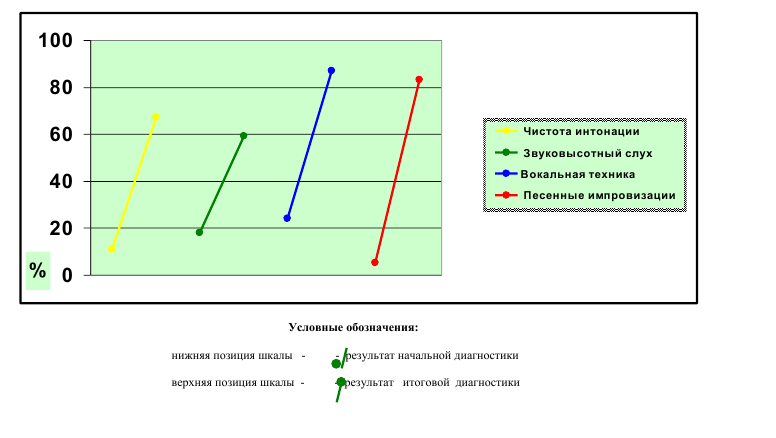 100
80
60
40
20
0
%
Чистота интонации
Звуковысотный слух
Вокальная техника
Песенные импровизации
Условные обозначения:
нижняя позиция шкалы - - результат начальной диагностики
верхняя позиция шкалы - - результат итоговой диагностики